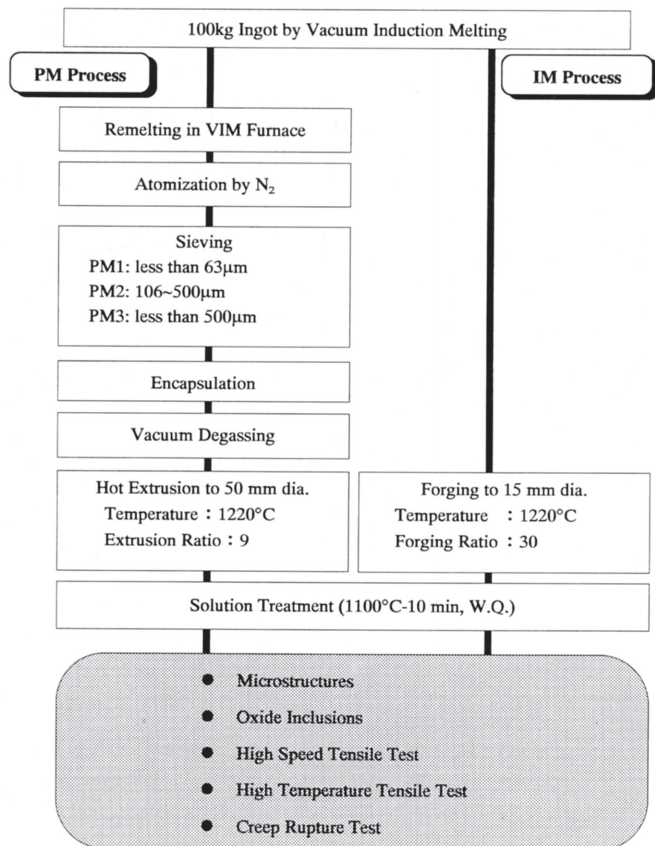 100kg Ingot by Vacuum Induction Melting
PM Process
IM Process
Remelting in VIM Furnace
Atomization by N₂
Sieving
PM1: less than 63μm
PM2: 106~500μm
PM3: less than 500μm
Encapsulation
Vacuum Degassing
Hot Extrusion to 50 mm dia.
Temperature : 1220°C
Extrusion Ratio : 9
Forging to 15 mm dia.
Temperature : 1220°C
Forging Ratio : 30
Solution Treatment (1100°C-10 min, W.Q.)
● Microstructures
● Oxide Inclusions
● High Speed Tensile Test
● High Temperature Tensile Test
● Creep Rupture Test